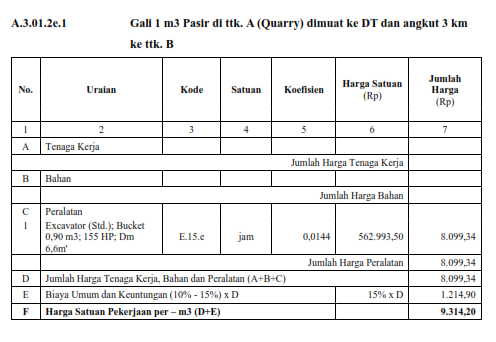 A.3.01.2e.1 Gali 1 m3 Pasir di ttk. A (Quarry) dimuat ke DT dan angkut 3 km
ke ttk. B
No. Uraian Kode Satuan Koefisien Harga Satuan (Rp) Jumlah Harga (Rp)
1 2 3 4 5 6 7
A Tenaga Kerja
Jumlah Harga Tenaga Kerja
B Bahan
Jumlah Harga Bahan
C Peralatan
1 Excavator (Std.); Bucket
0,90 m3; 155 HP; Dm E.15.e jam 0,0144 562.993,50 8.099,34
6,6m'
Jumlah Harga Peralatan 8.099,34
D Jumlah Harga Tenaga Kerja, Bahan dan Peralatan (A+B+C) 8.099,34
E Biaya Umum dan Keuntungan (10% - 15%) x D 15% x D 1.214,90
F Harga Satuan Pekerjaan per – m3 (D+E) 9.314,20